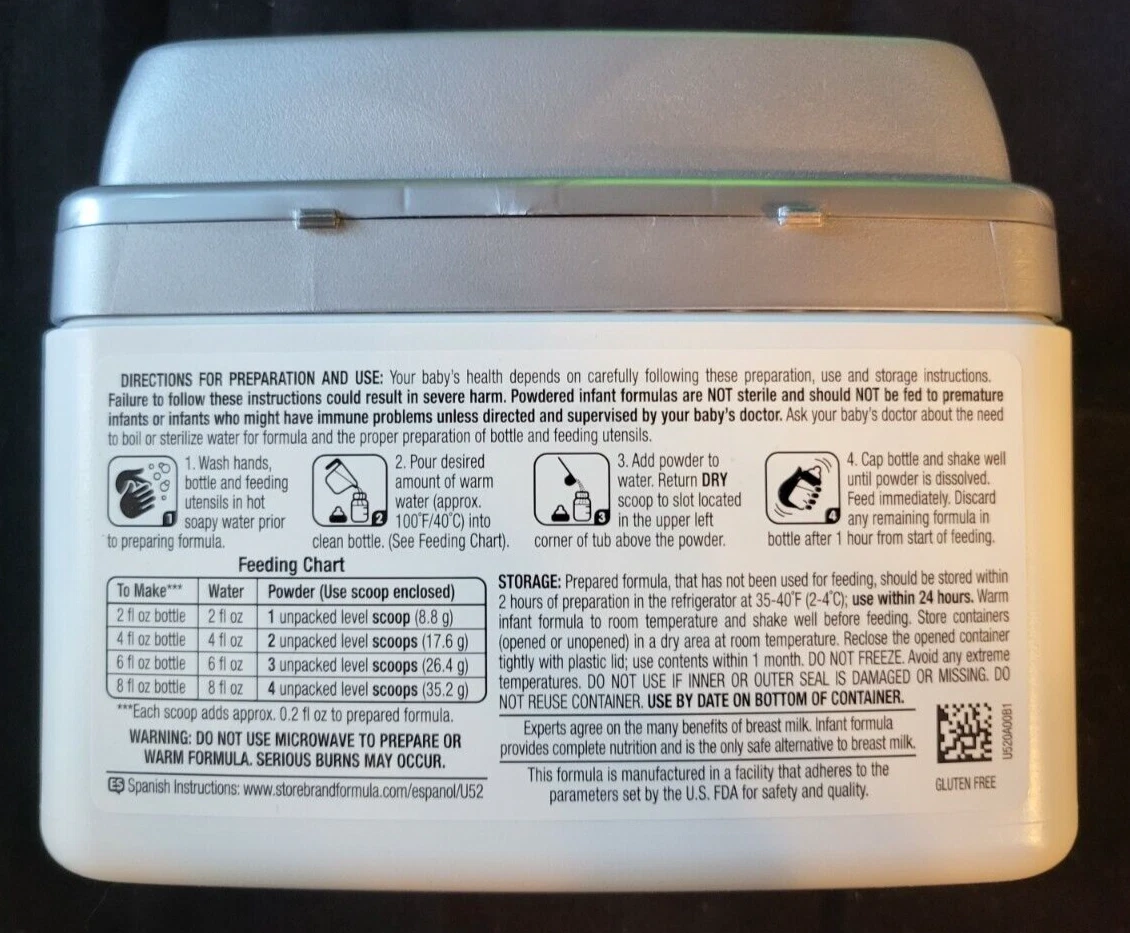 DIRECTIONS FOR PREPARATION AND USE: Your baby's health depends on carefully following these preparation, use and storage instructions.
Failure to follow these instructions could result in severe harm. Powdered infant formulas are NOT sterile and should NOT be fed to premature
infants or infants who might have immune problems unless directed and supervised by your baby's doctor. Ask your baby's doctor about the need
to boil or sterilize water for formula and the proper preparation of bottle and feeding utensils.
1
1. Wash hands,
bottle and feeding
utensils in hot
soapy water prior
to preparing formula.
2
2. Pour desired
amount of warm
water (approx.
100°F/40°C) into
clean bottle. (See Feeding Chart).
3
3. Add powder to
water. Return DRY
scoop to slot located
in the upper left
corner of tub above the powder.
4
4. Cap bottle and shake well
until powder is dissolved.
Feed immediately. Discard
any remaining formula in
bottle after 1 hour from start of feeding.
Feeding Chart
To Make*** Water Powder (Use scoop enclosed)
2 fl oz bottle 2 fl oz 1 unpacked level scoop (8.8 g)
4 fl oz bottle 4 fl oz 2 unpacked level scoops (17.6 g)
6 fl oz bottle 6 fl oz 3 unpacked level scoops (26.4 g)
8 fl oz bottle 8 fl oz 4 unpacked level scoops (35.2 g)
***Each scoop adds approx. 0.2 fl oz to prepared formula.
WARNING: DO NOT USE MICROWAVE TO PREPARE OR
WARM FORMULA. SERIOUS BURNS MAY OCCUR.
ES Spanish Instructions: www.storebrandformula.com/espanol/U52
STORAGE: Prepared formula, that has not been used for feeding, should be stored within
2 hours of preparation in the refrigerator at 35-40°F (2-4°C); use within 24 hours. Warm
infant formula to room temperature and shake well before feeding. Store containers
(opened or unopened) in a dry area at room temperature. Reclose the opened container
tightly with plastic lid; use contents within 1 month. DO NOT FREEZE. Avoid any extreme
temperatures. DO NOT USE IF INNER OR OUTER SEAL IS DAMAGED OR MISSING. DO
NOT REUSE CONTAINER. USE BY DATE ON BOTTOM OF CONTAINER.
Experts agree on the many benefits of breast milk. Infant formula
provides complete nutrition and is the only safe alternative to breast milk.
This formula is manufactured in a facility that adheres to the
parameters set by the U.S. FDA for safety and quality.
U520A00B1
GLUTEN FREE